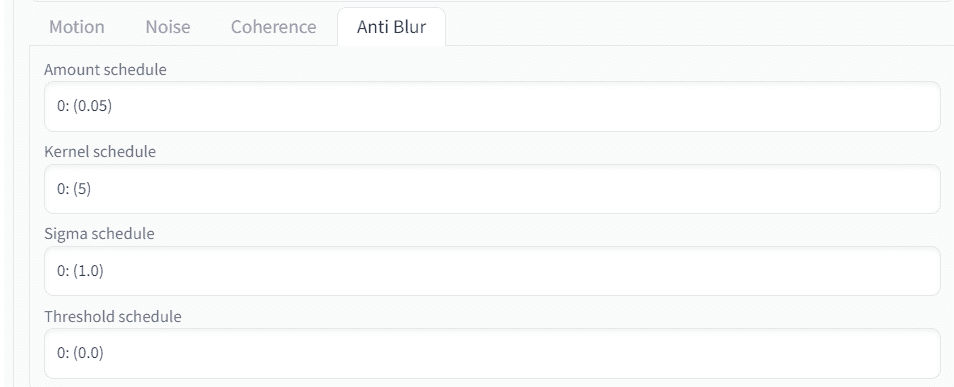 Motion Noise Coherence Anti Blur
Amount schedule
0: (0.05)
Kernel schedule
0: (5)
Sigma schedule
0: (1.0)
Threshold schedule
0: (0.0)